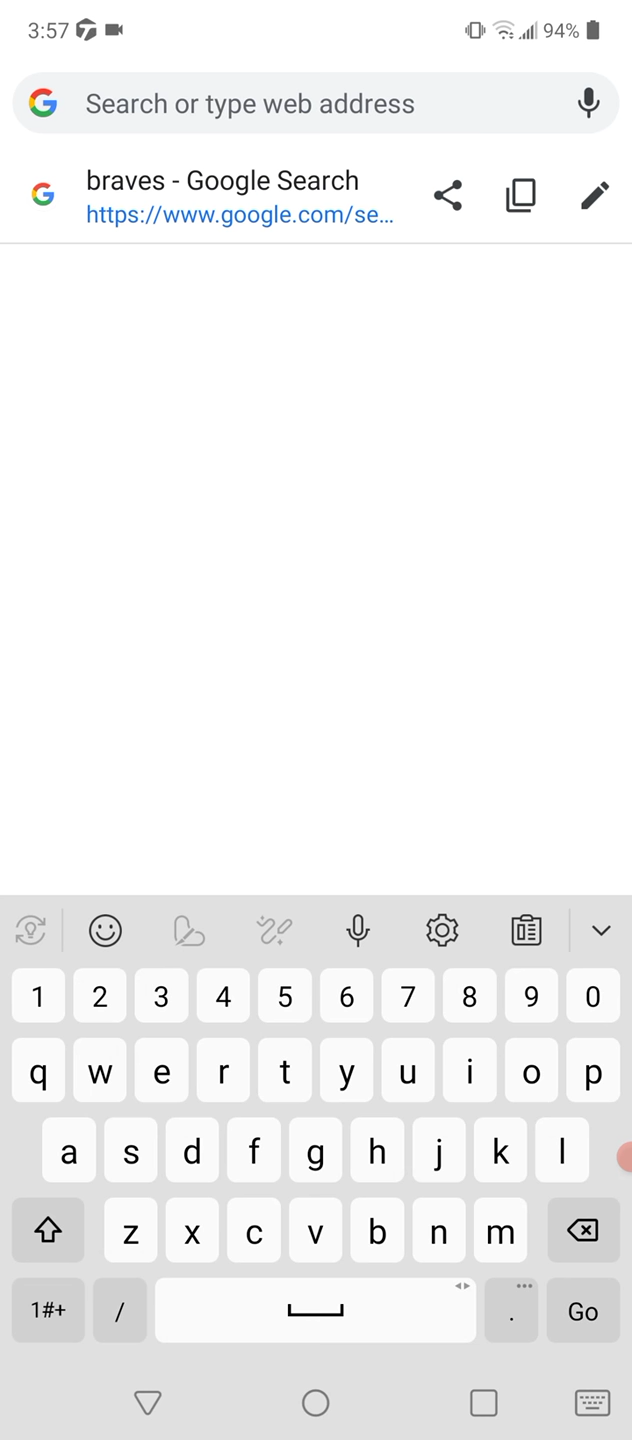 3:57 94%
Search or type web address
braves - Google Search
https://www.google.com/se...
1 2 3 4 5 6 7 8 9 0
q w e r t y u i o p
a s d f g h j k l
z x c v b n m
1#+ / . Go